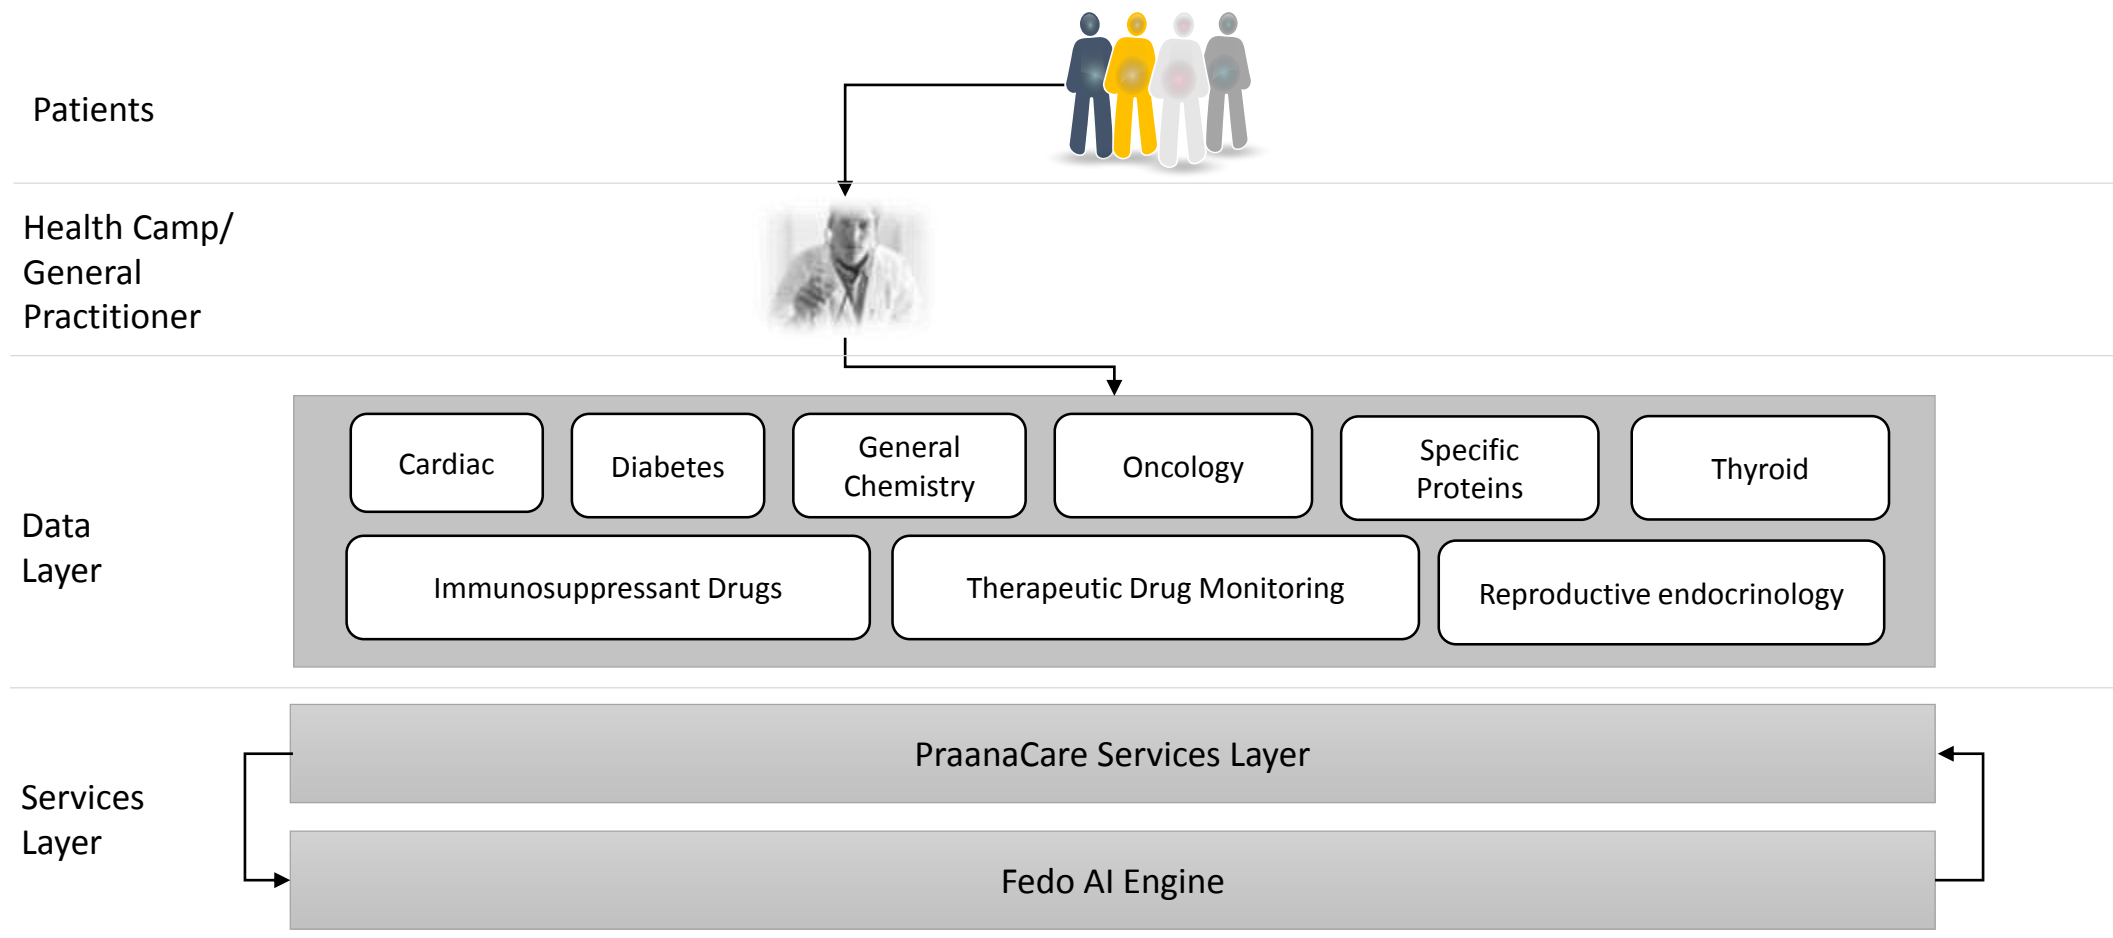 Patients
Health Camp/
General
Practitioner
Data
Layer
Cardiac
Diabetes
General
Chemistry
Oncology
Specific
Proteins
Thyroid
Immunosuppressant Drugs
Therapeutic Drug Monitoring
Reproductive endocrinology
Services
Layer
PraanaCare Services Layer
Fedo AI Engine